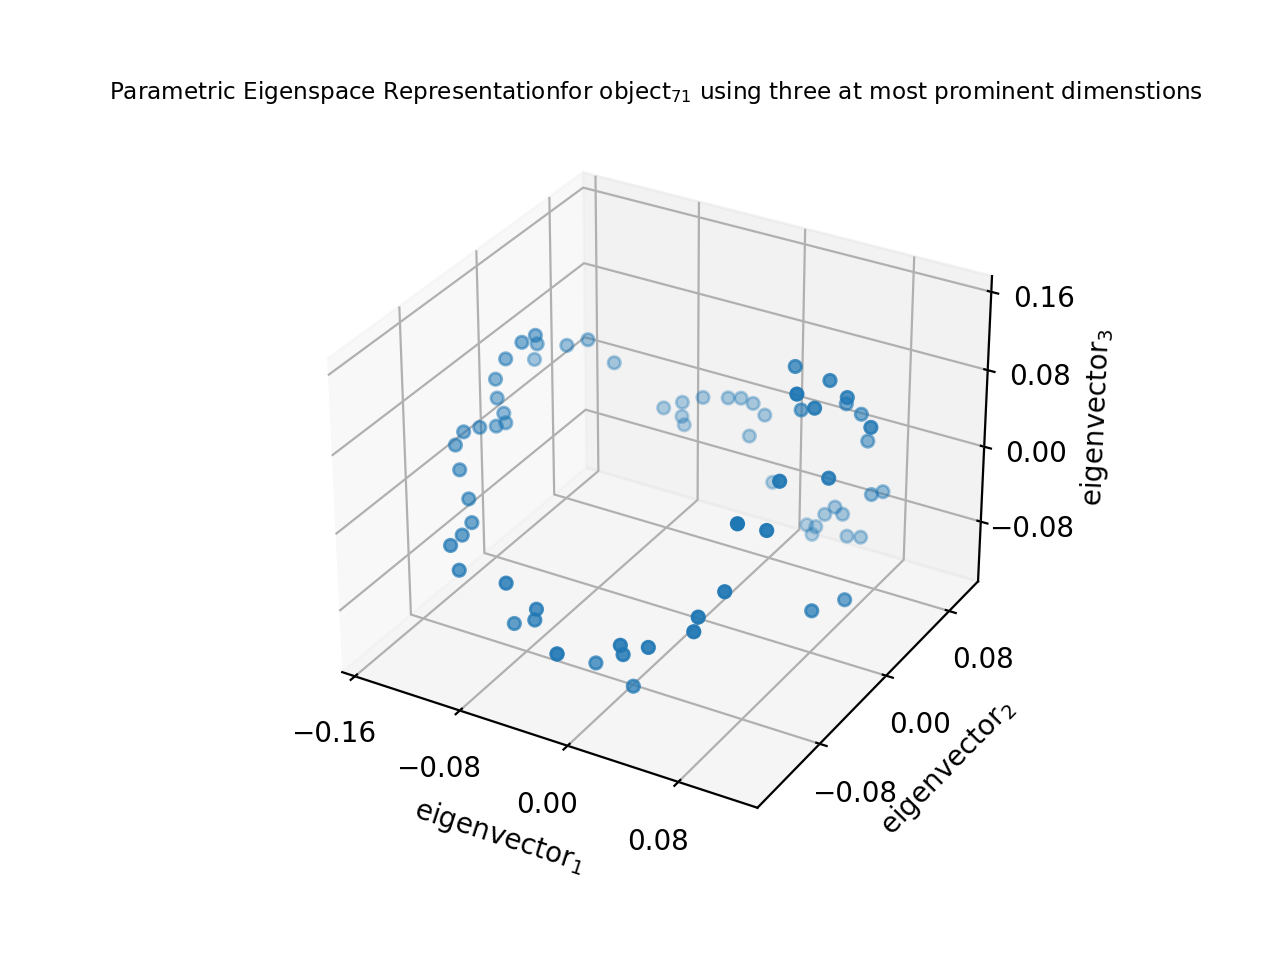 Parametric Eigenspace Representationfor object₇₁ using three at most prominent dimenstions
0.16
0.08
0.00
−0.08
eigenvector₃
0.08
0.00
−0.08
eigenvector₂
−0.16
−0.08
0.00
0.08
eigenvector₁